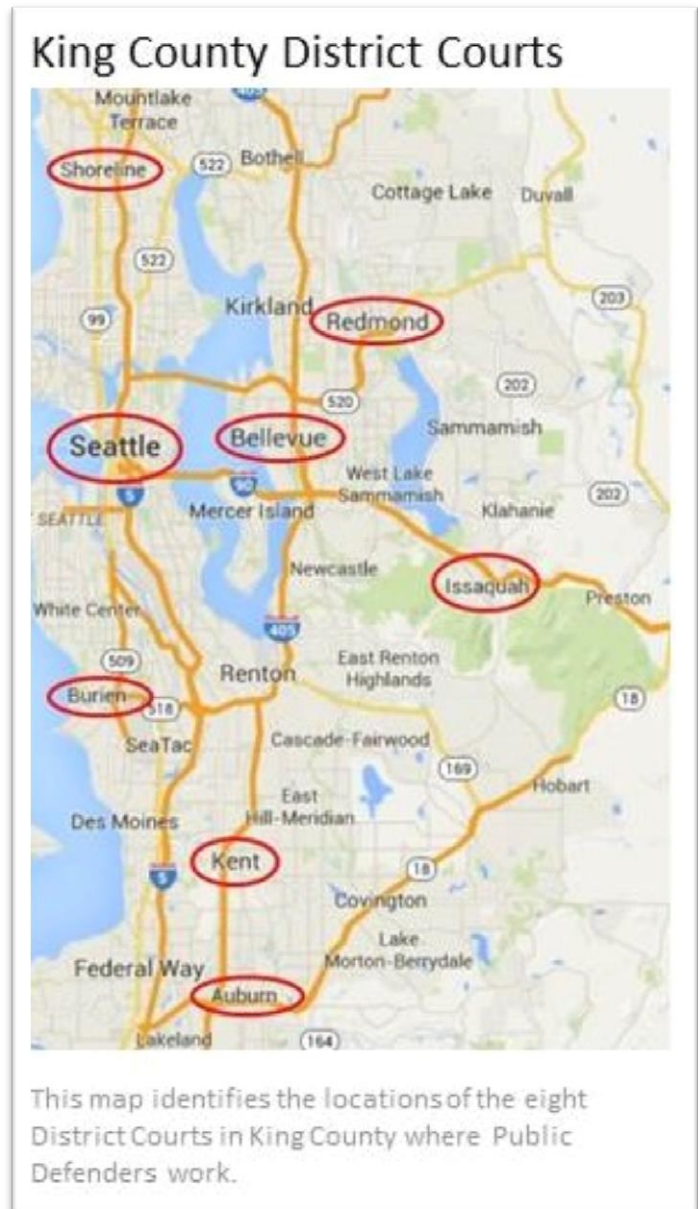 King County District Courts
405
Mountlake
Terrace
Shoreline
522
Bothell
Cottage Lake
Duvall
522
99
Kirkland
Redmond
203
202
520
Seattle
Bellevue
Sammamish
90
West Lake
Sammamish
202
5
SEATTLE
Mercer Island
Klahanie
Newcastle
Issaquah
Preston
White Center
405
509
Renton
East Renton
Highlands
Burien
518
18
SeaTac
Cascade-Fairwood
169
Hobart
East
Hill-Meridian
Des Moines
Kent
5
18
Covington
Lake
Morton-Berrydale
Federal Way
Auburn
Lakeland
164
This map identifies the locations of the eight
District Courts in King County where Public
Defenders work.